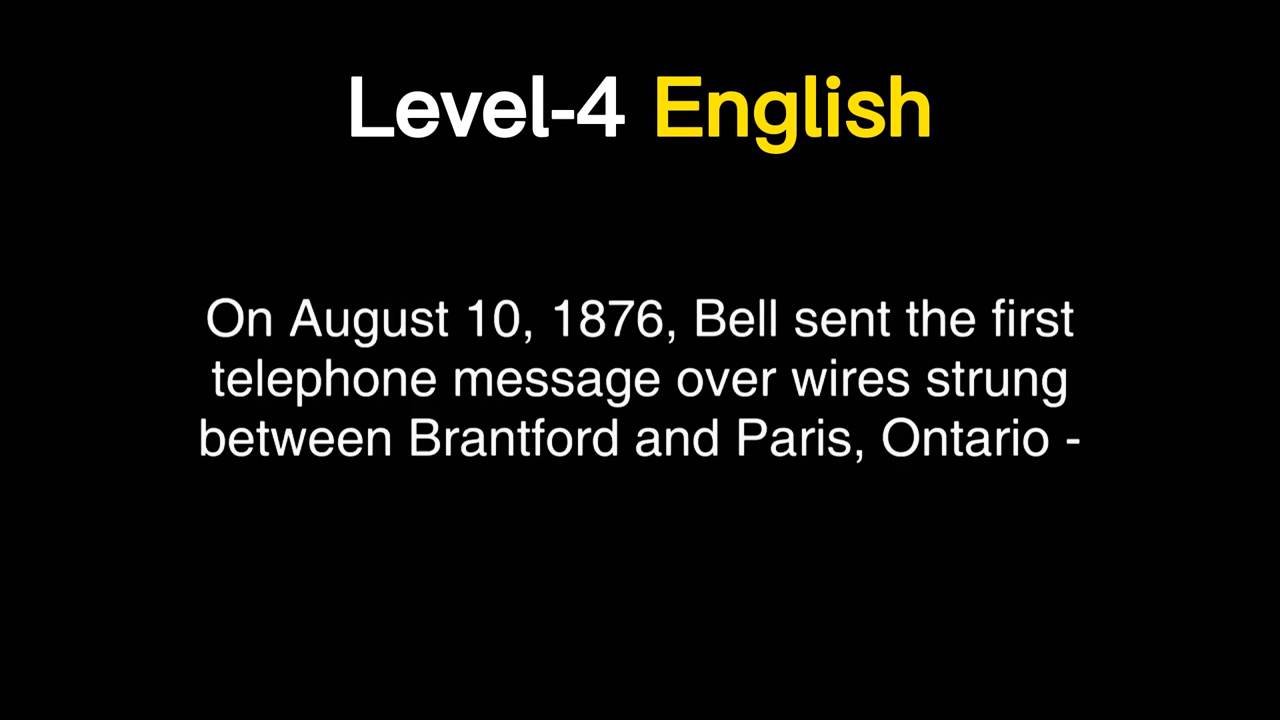 Level-4 English
On August 10, 1876, Bell sent the first
telephone message over wires strung
between Brantford and Paris, Ontario -